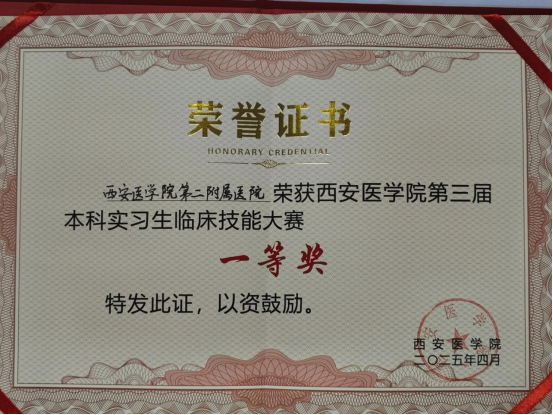 荣誉证书
HONORARY CREDENTIAL
西安医学院第二附属医院 荣获西安医学院第三届
本科实习生临床技能大赛
一等奖
特发此证，以资鼓励。
西安医学院
二〇二五年四月